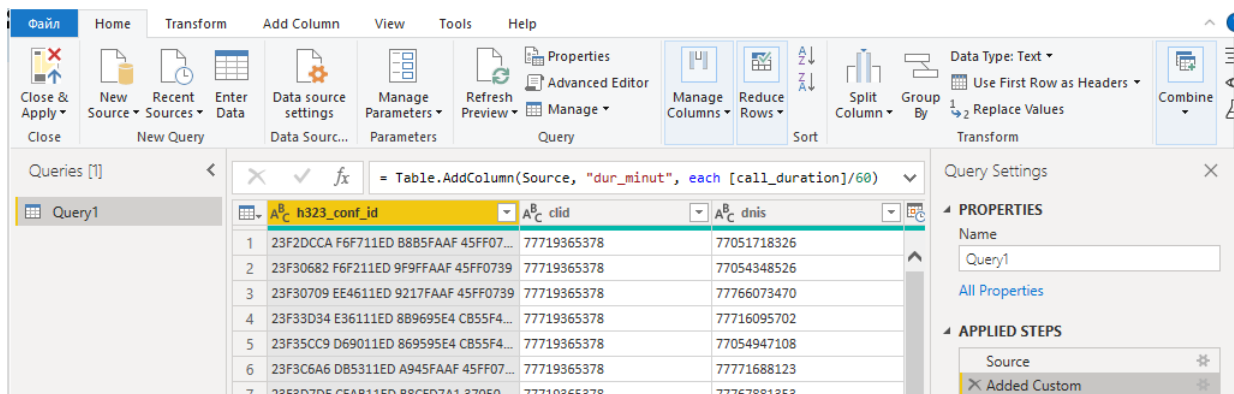 Файл Home Transform Add Column View Tools Help
Close & Apply
New Source
Recent Sources
Enter Data
Data source settings
Manage Parameters
Refresh Preview
Properties
Advanced Editor
Manage
Manage Columns
Reduce Rows
Split Column
Group By
Data Type: Text
Use First Row as Headers
Replace Values
Combine
Close New Query Data Sourc... Parameters Query Sort Transform
Queries [1]
Query1
fx = Table.AddColumn(Source, "dur_minut", each [call_duration]/60)
ABC h323_conf_id ABC clid ABC dnis
1 23F2DCCA F6F711ED B8B5FAAF 45FF07... 77719365378 77051718326
2 23F30682 F6F211ED 9F9FFAAF 45FF0739 77719365378 77054348526
3 23F30709 EE4611ED 9217FAAF 45FF0739 77719365378 77766073470
4 23F33D34 E36111ED 8B9695E4 CB55F4... 77719365378 77716095702
5 23F35CC9 D69011ED 869595E4 CB55F4... 77719365378 77054947108
6 23F3C6A6 DB5311ED A945FAAF 45FF07... 77719365378 77771688123
7
Query Settings
PROPERTIES
Name
Query1
All Properties
APPLIED STEPS
Source
Added Custom